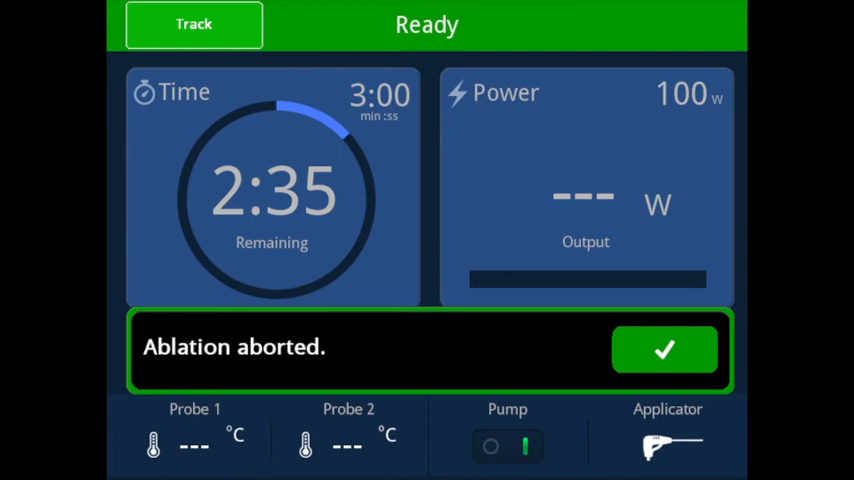 Track
Ready
Time
3:00
min :ss
2:35
Remaining
Power
100 W
--- W
Output
Ablation aborted.
Probe 1
--- °C
Probe 2
--- °C
Pump
Applicator